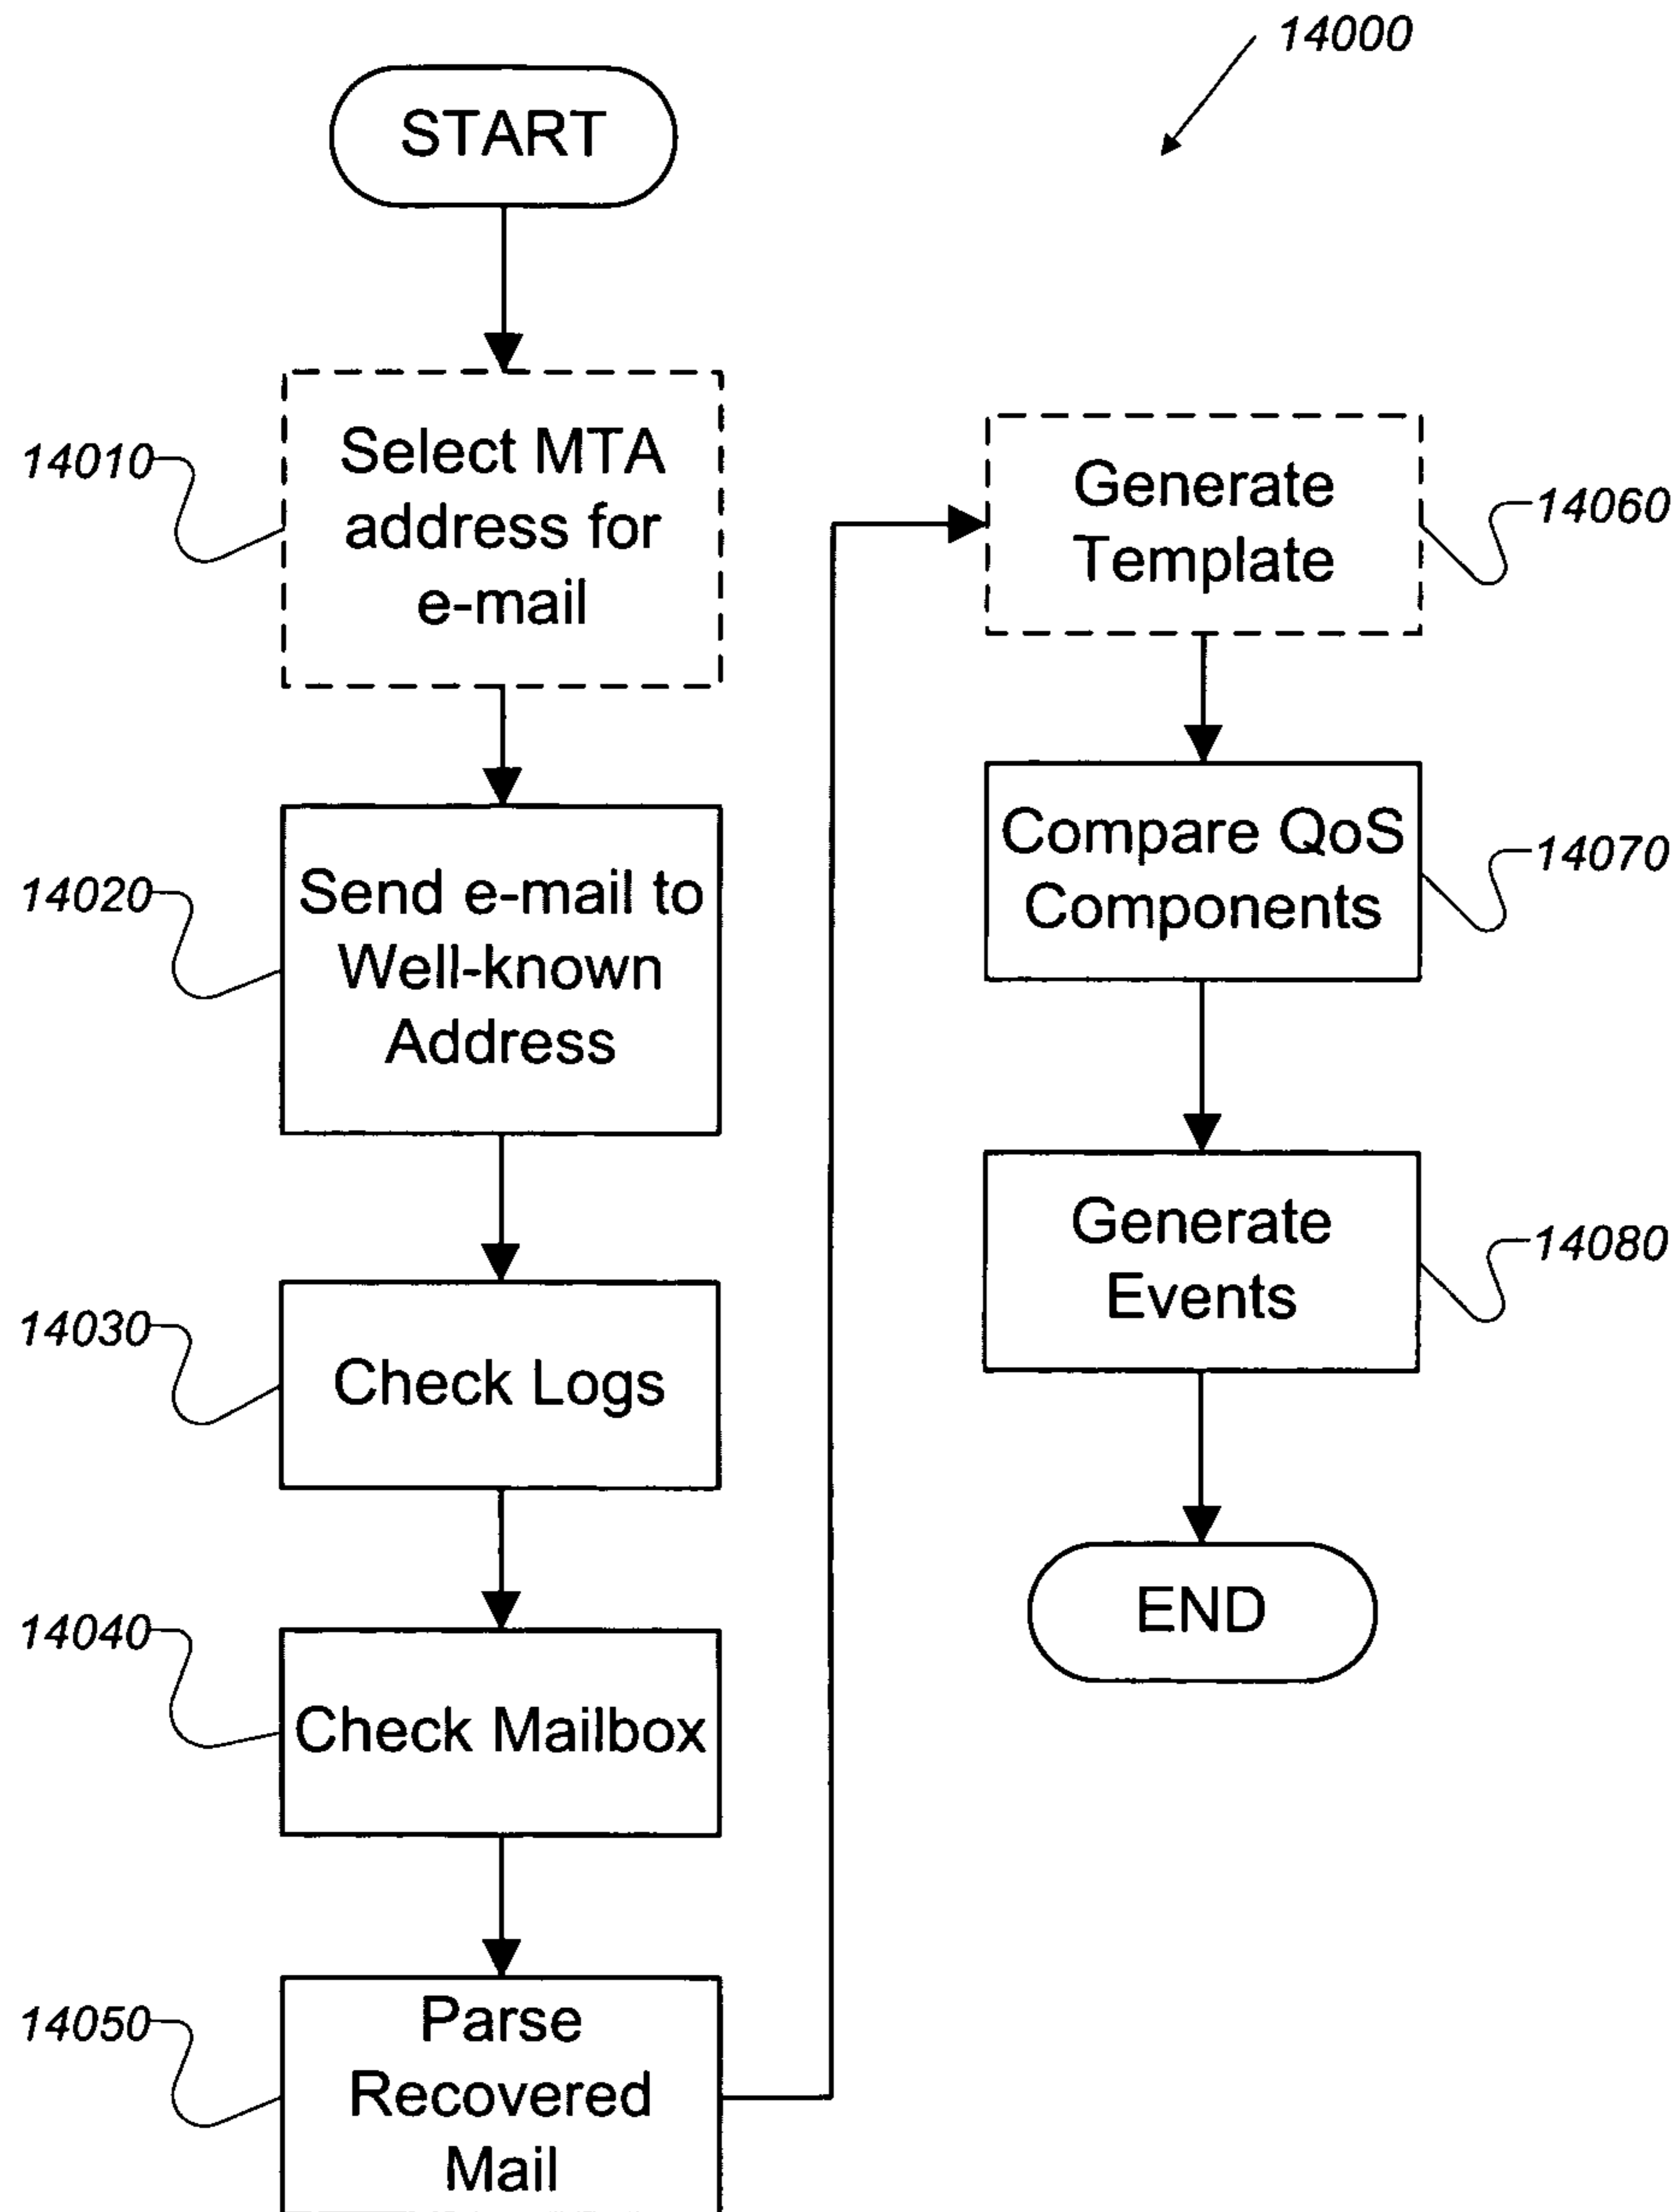 14000
START
14010
Select MTA
address for
e-mail
14020
Send e-mail to
Well-known
Address
14030
Check Logs
14040
Check Mailbox
14050
Parse
Recovered
Mail
Generate
Template
14060
Compare QoS
Components
14070
Generate
Events
14080
END